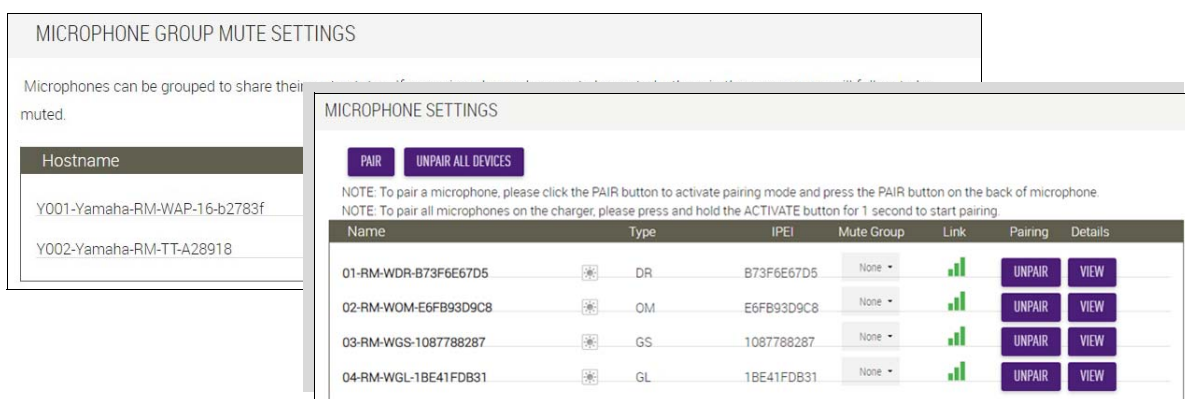 MICROPHONE GROUP MUTE SETTINGS
Microphones can be grouped to share their
muted.
Hostname
Y001-Yamaha-RM-WAP-16-b2783f
Y002-Yamaha-RM-TT-A28918
MICROPHONE SETTINGS
PAIR UNPAIR ALL DEVICES
NOTE: To pair a microphone, please click the PAIR button to activate pairing mode and press the PAIR button on the back of microphone.
NOTE: To pair all microphones on the charger, please press and hold the ACTIVATE button for 1 second to start pairing.
Name Type IPEI Mute Group Link Pairing Details
01-RM-WDR-B73F6E67D5 DR B73F6E67D5 None UNPAIR VIEW
02-RM-WOM-E6FB93D9C8 OM E6FB93D9C8 None UNPAIR VIEW
03-RM-WGS-1087788287 GS 1087788287 None UNPAIR VIEW
04-RM-WGL-1BE41FDB31 GL 1BE41FDB31 None UNPAIR VIEW